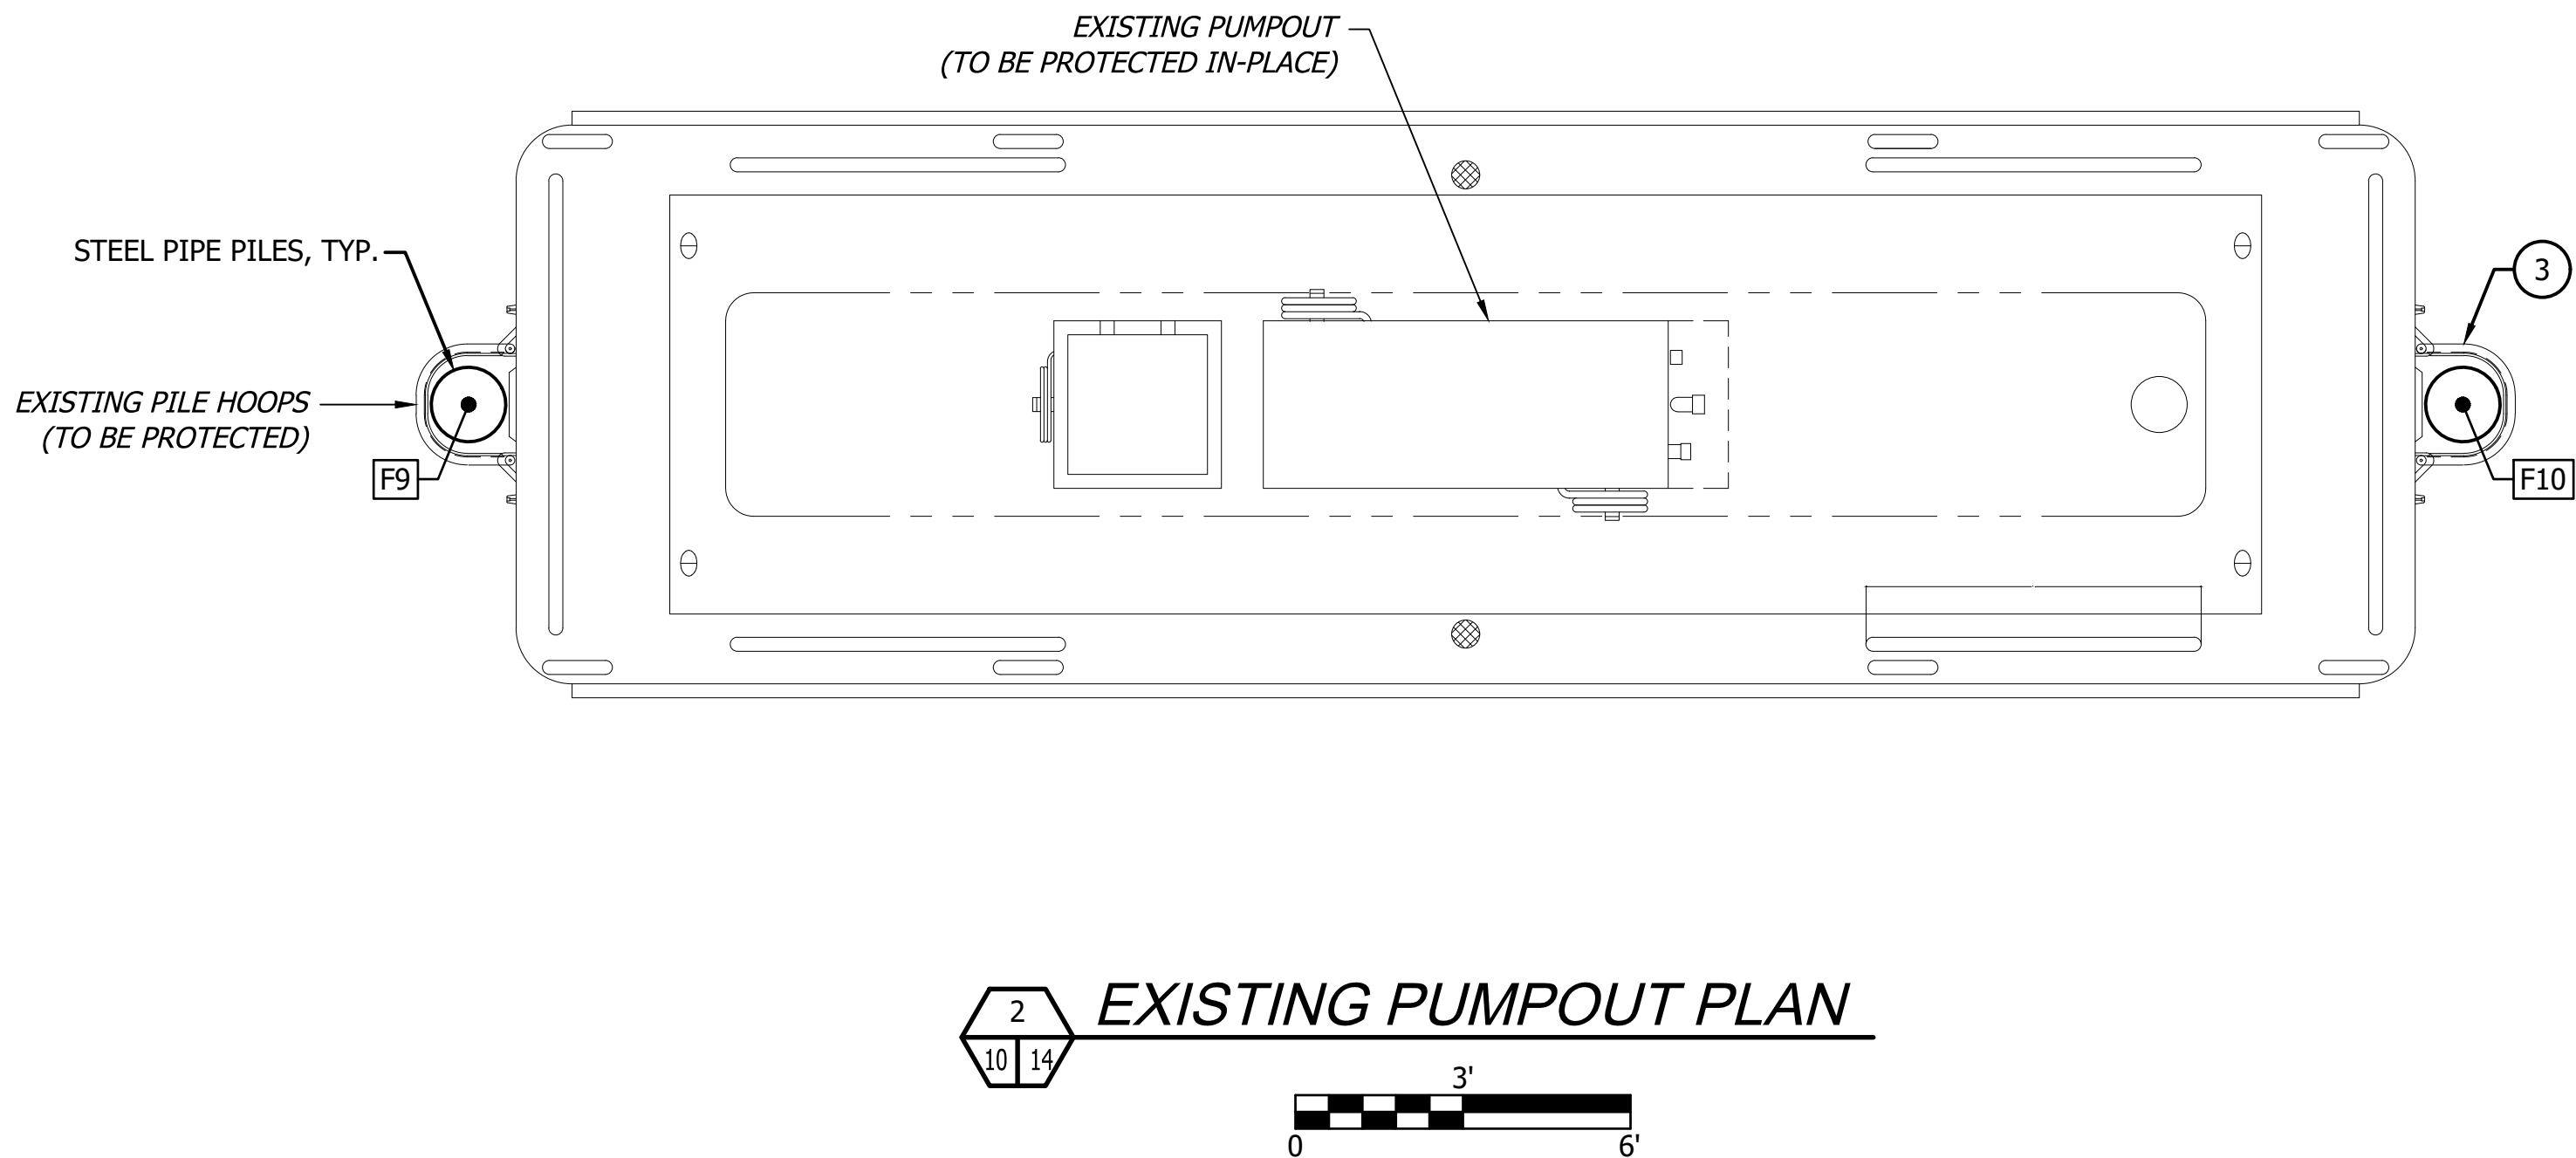 EXISTING PUMPOUT
(TO BE PROTECTED IN-PLACE)
STEEL PIPE PILES, TYP.
3
EXISTING PILE HOOPS
(TO BE PROTECTED)
F9
F10
2
10 14
EXISTING PUMPOUT PLAN
3'
0 6'